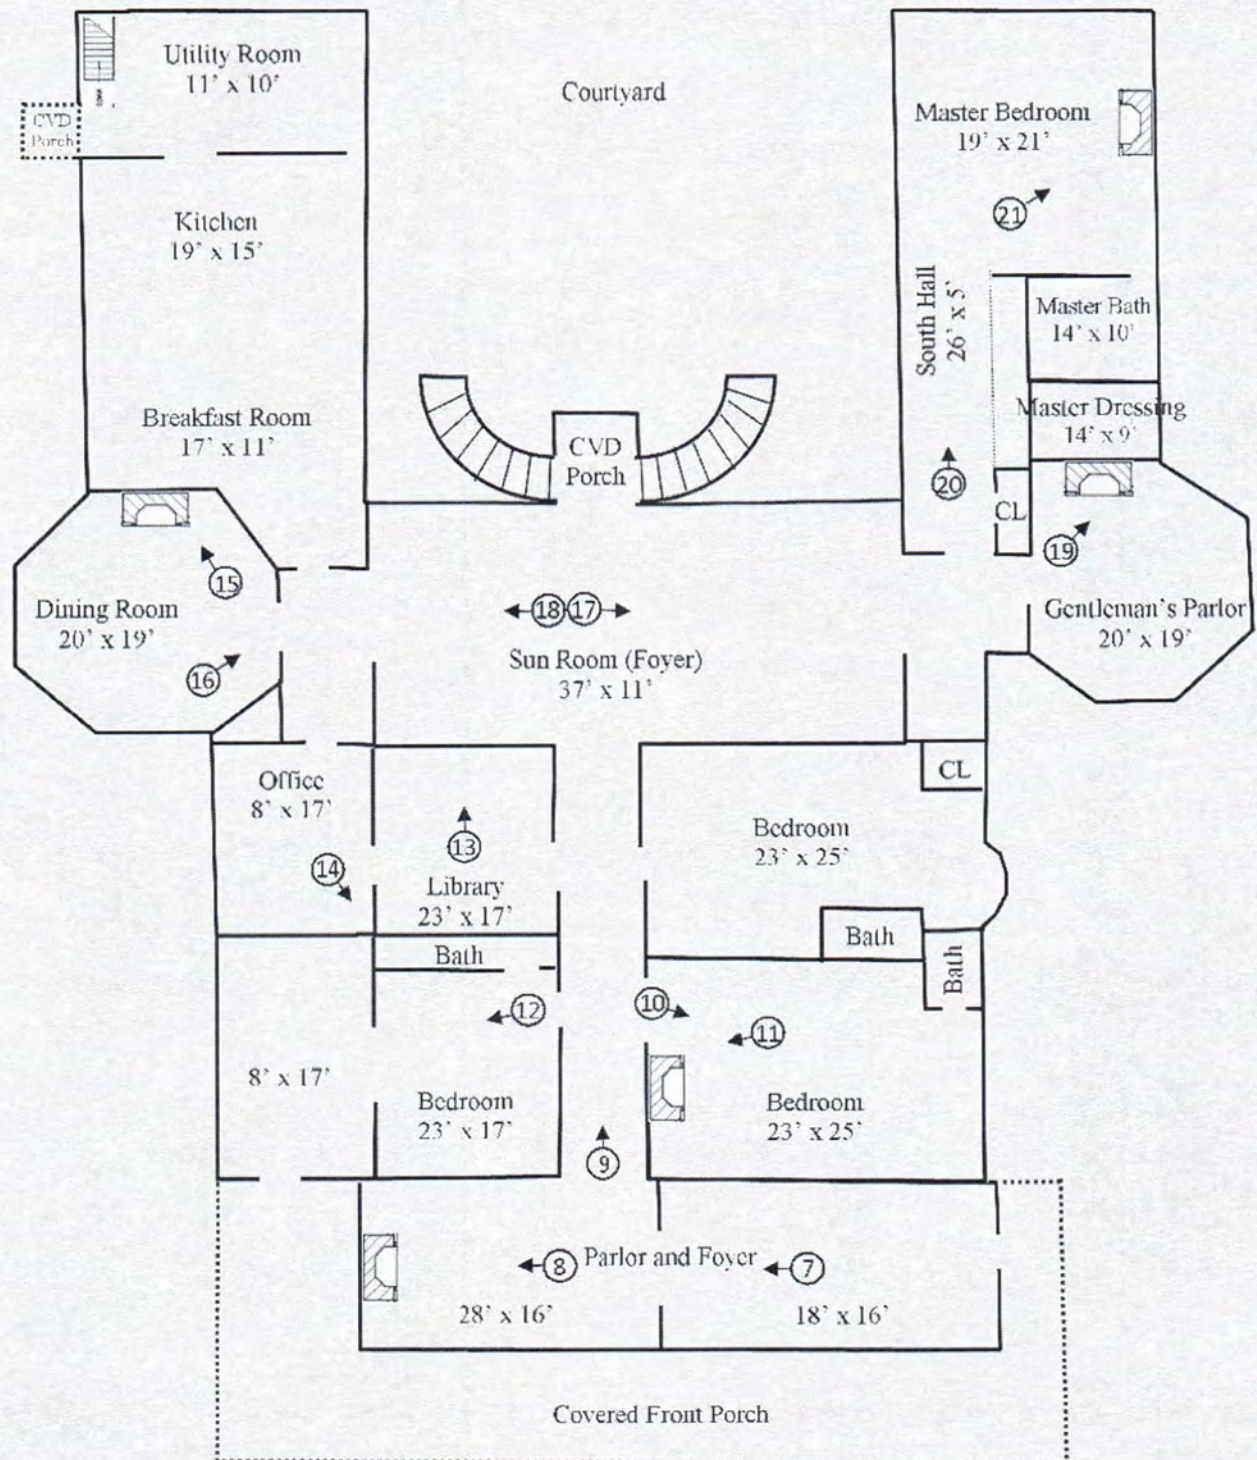 Utility Room
11’ x 10’
Courtyard
CVD
Porch
Master Bedroom
19’ x 21’
21
Kitchen
19’ x 15’
South Hall
26’ x 5’
Master Bath
14’ x 10’
Breakfast Room
17’ x 11’
Master Dressing
14’ x 9’
CVD
Porch
20
CL
15
19
Dining Room
20’ x 19’
18
17
Gentleman’s Parlor
20’ x 19’
16
Sun Room (Foyer)
37’ x 11’
Office
8’ x 17’
CL
13
Bedroom
23’ x 25’
14
Library
23’ x 17’
Bath
Bath
Bath
12
10
11
8’ x 17’
Bedroom
23’ x 17’
Bedroom
23’ x 25’
9
8
Parlor and Foyer
7
28’ x 16’
18’ x 16’
Covered Front Porch